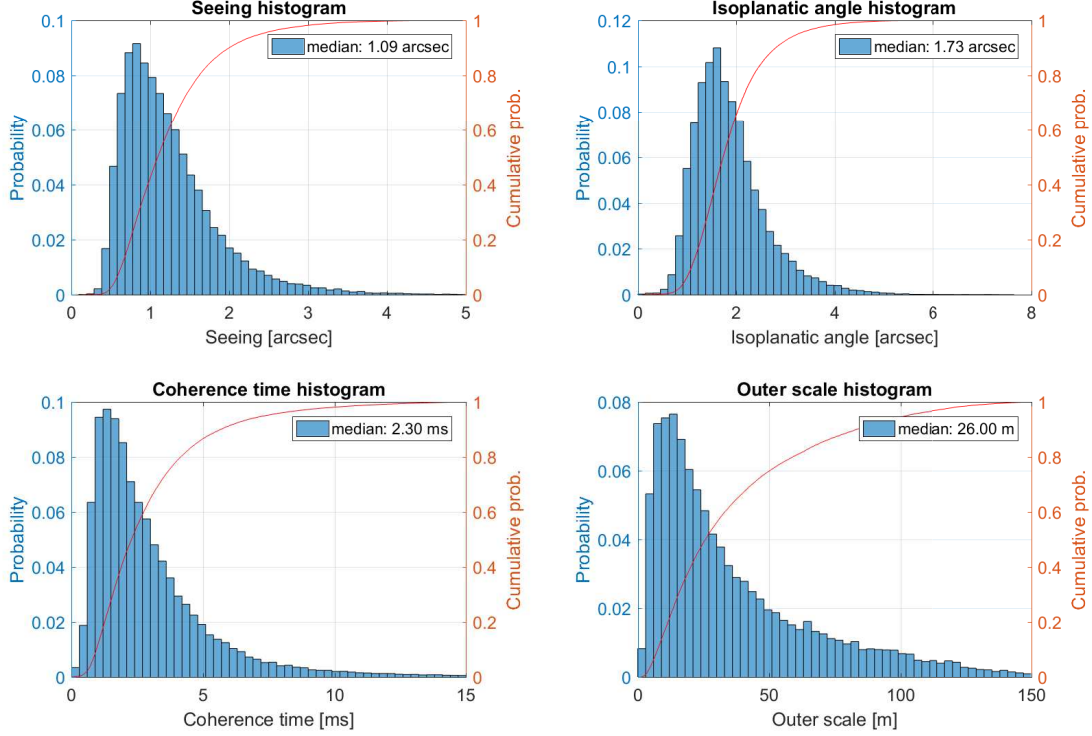 Seeing histogram
0.1
0.08
0.06
0.04
0.02
0
Probability
median: 1.09 arcsec
1
0.8
0.6
0.4
0.2
0
Cumulative prob.
0 1 2 3 4 5
Seeing [arcsec]
Isoplanatic angle histogram
0.12
0.1
0.08
0.06
0.04
0.02
0
Probability
median: 1.73 arcsec
1
0.8
0.6
0.4
0.2
0
Cumulative prob.
0 2 4 6 8
Isoplanatic angle [arcsec]
Coherence time histogram
0.1
0.08
0.06
0.04
0.02
0
Probability
median: 2.30 ms
1
0.8
0.6
0.4
0.2
0
Cumulative prob.
0 5 10 15
Coherence time [ms]
Outer scale histogram
0.08
0.06
0.04
0.02
0
Probability
median: 26.00 m
1
0.8
0.6
0.4
0.2
0
Cumulative prob.
0 50 100 150
Outer scale [m]